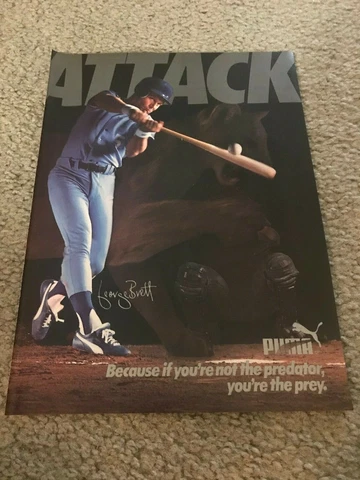 ATTACK
George Brett
PUMA
Because if you're not the predator,
you're the prey.